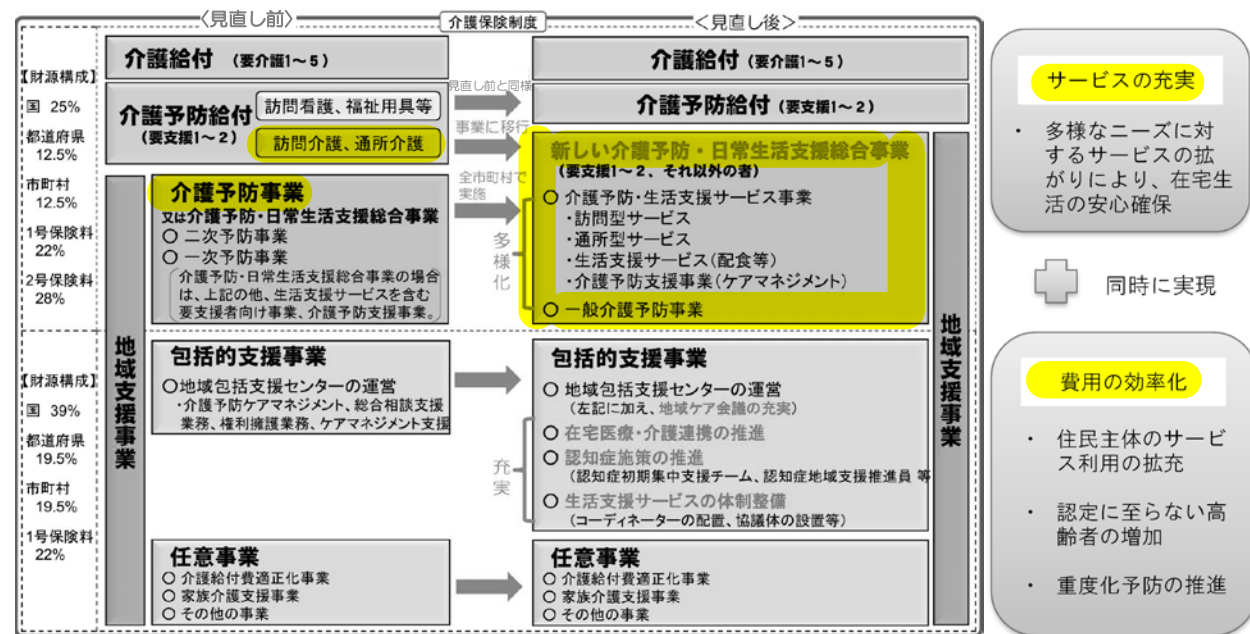 〈見直し前〉
介護保険制度
<見直し後>
【財源構成】
国 25%
都道府県
12.5%
市町村
12.5%
1号保険料
22%
2号保険料
28%
【財源構成】
国 39%
都道府県
19.5%
市町村
19.5%
1号保険料
22%
介護給付 (要介護1～5)
介護予防給付
(要支援1～2)
訪問看護、福祉用具等
訪問介護、通所介護
地域支援事業
介護予防事業
又は介護予防・日常生活支援総合事業
○ 二次予防事業
○ 一次予防事業
介護予防・日常生活支援総合事業の場合
は、上記の他、生活支援サービスを含む
要支援者向け事業、介護予防支援事業。
包括的支援事業
○地域包括支援センターの運営
・介護予防ケアマネジメント、総合相談支援
業務、権利擁護業務、ケアマネジメント支援
任意事業
○ 介護給付費適正化事業
○ 家族介護支援事業
○ その他の事業
見直し前と同様
事業に移行
全市町村で
実施
多様化
充実
介護給付 (要介護1～5)
介護予防給付 (要支援1～2)
新しい介護予防・日常生活支援総合事業
(要支援1～2、それ以外の者)
○ 介護予防・生活支援サービス事業
・訪問型サービス
・通所型サービス
・生活支援サービス(配食等)
・介護予防支援事業(ケアマネジメント)
○ 一般介護予防事業
包括的支援事業
○ 地域包括支援センターの運営
(左記に加え、地域ケア会議の充実)
○ 在宅医療・介護連携の推進
○ 認知症施策の推進
(認知症初期集中支援チーム、認知症地域支援推進員 等
○ 生活支援サービスの体制整備
(コーディネーターの配置、協議体の設置等)
任意事業
○ 介護給付費適正化事業
○ 家族介護支援事業
○ その他の事業
地域支援事業
サービスの充実
・ 多様なニーズに対
するサービスの拡
がりにより、在宅生
活の安心確保
同時に実現
費用の効率化
・ 住民主体のサービ
ス利用の拡充
・ 認定に至らない高
齢者の増加
・ 重度化予防の推進